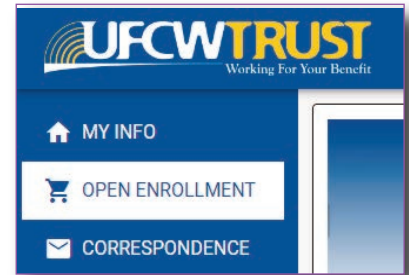 UFCWTRUST
Working For Your Benefit
MY INFO
OPEN ENROLLMENT
CORRESPONDENCE